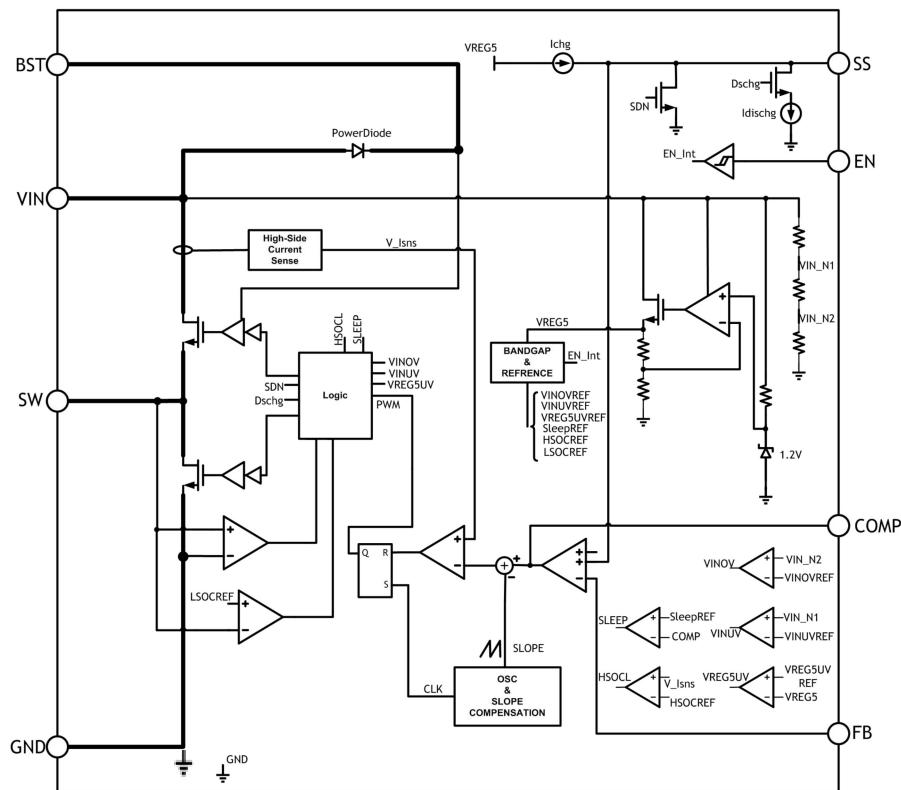 BST
VREG5
Ichg
SS
SDN
Dschg
Idischg
PowerDiode
EN_Int
EN
VIN
High-Side
Current
Sense
V_Isns
VIN_N1
VIN_N2
HSOCL
SLEEP
VREG5
BANDGAP
&
REFRENCE
EN_Int
VINOV
VINUV
VREG5UV
PWM
SDN
Dschg
Logic
SW
VINOVREF
VINUVREF
VREG5UVREF
SleepREF
HSOCREF
LSOCREF
1.2V
COMP
+
-
LSOCREF
+
-
Q
R
S
+
-
+
+
-
+
+
-
VINOV
+
-
VIN_N2
VINOVREF
SLEEP
+
-
SleepREF
COMP
VINUV
+
-
VIN_N1
VINUVREF
SLOPE
CLK
OSC
&
SLOPE
COMPENSATION
HSOCL
+
-
V_Isns
HSOCREF
VREG5UV
+
-
VREG5UV
REF
VREG5
FB
GND
GND